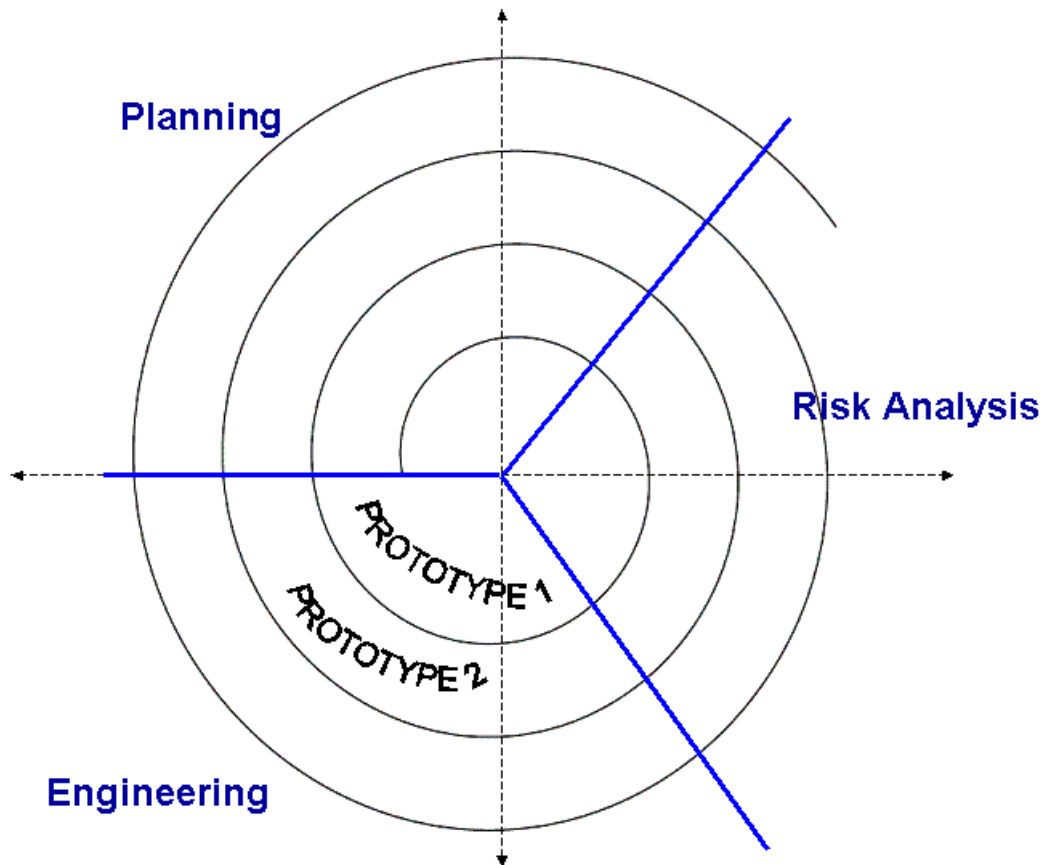 Planning
Risk Analysis
PROTOTYPE 1
PROTOTYPE 2
Engineering